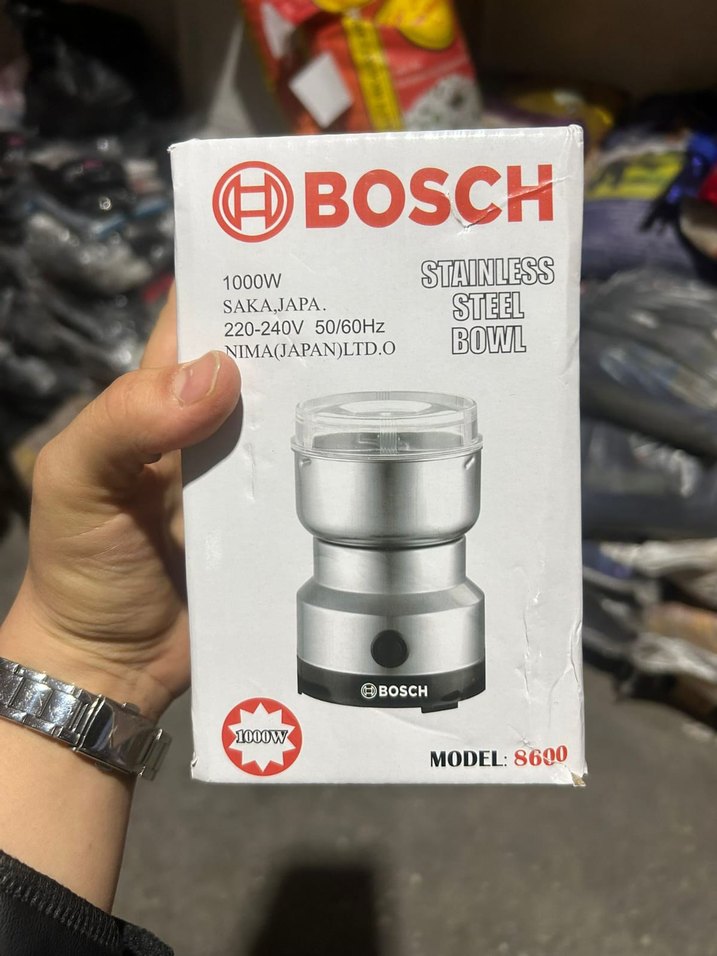 BOSCH
1000W
SAKA,JAPA.
220-240V 50/60Hz
NIMA(JAPAN)LTD.O
STAINLESS
STEEL
BOWL
BOSCH
1000W
MODEL: 8600